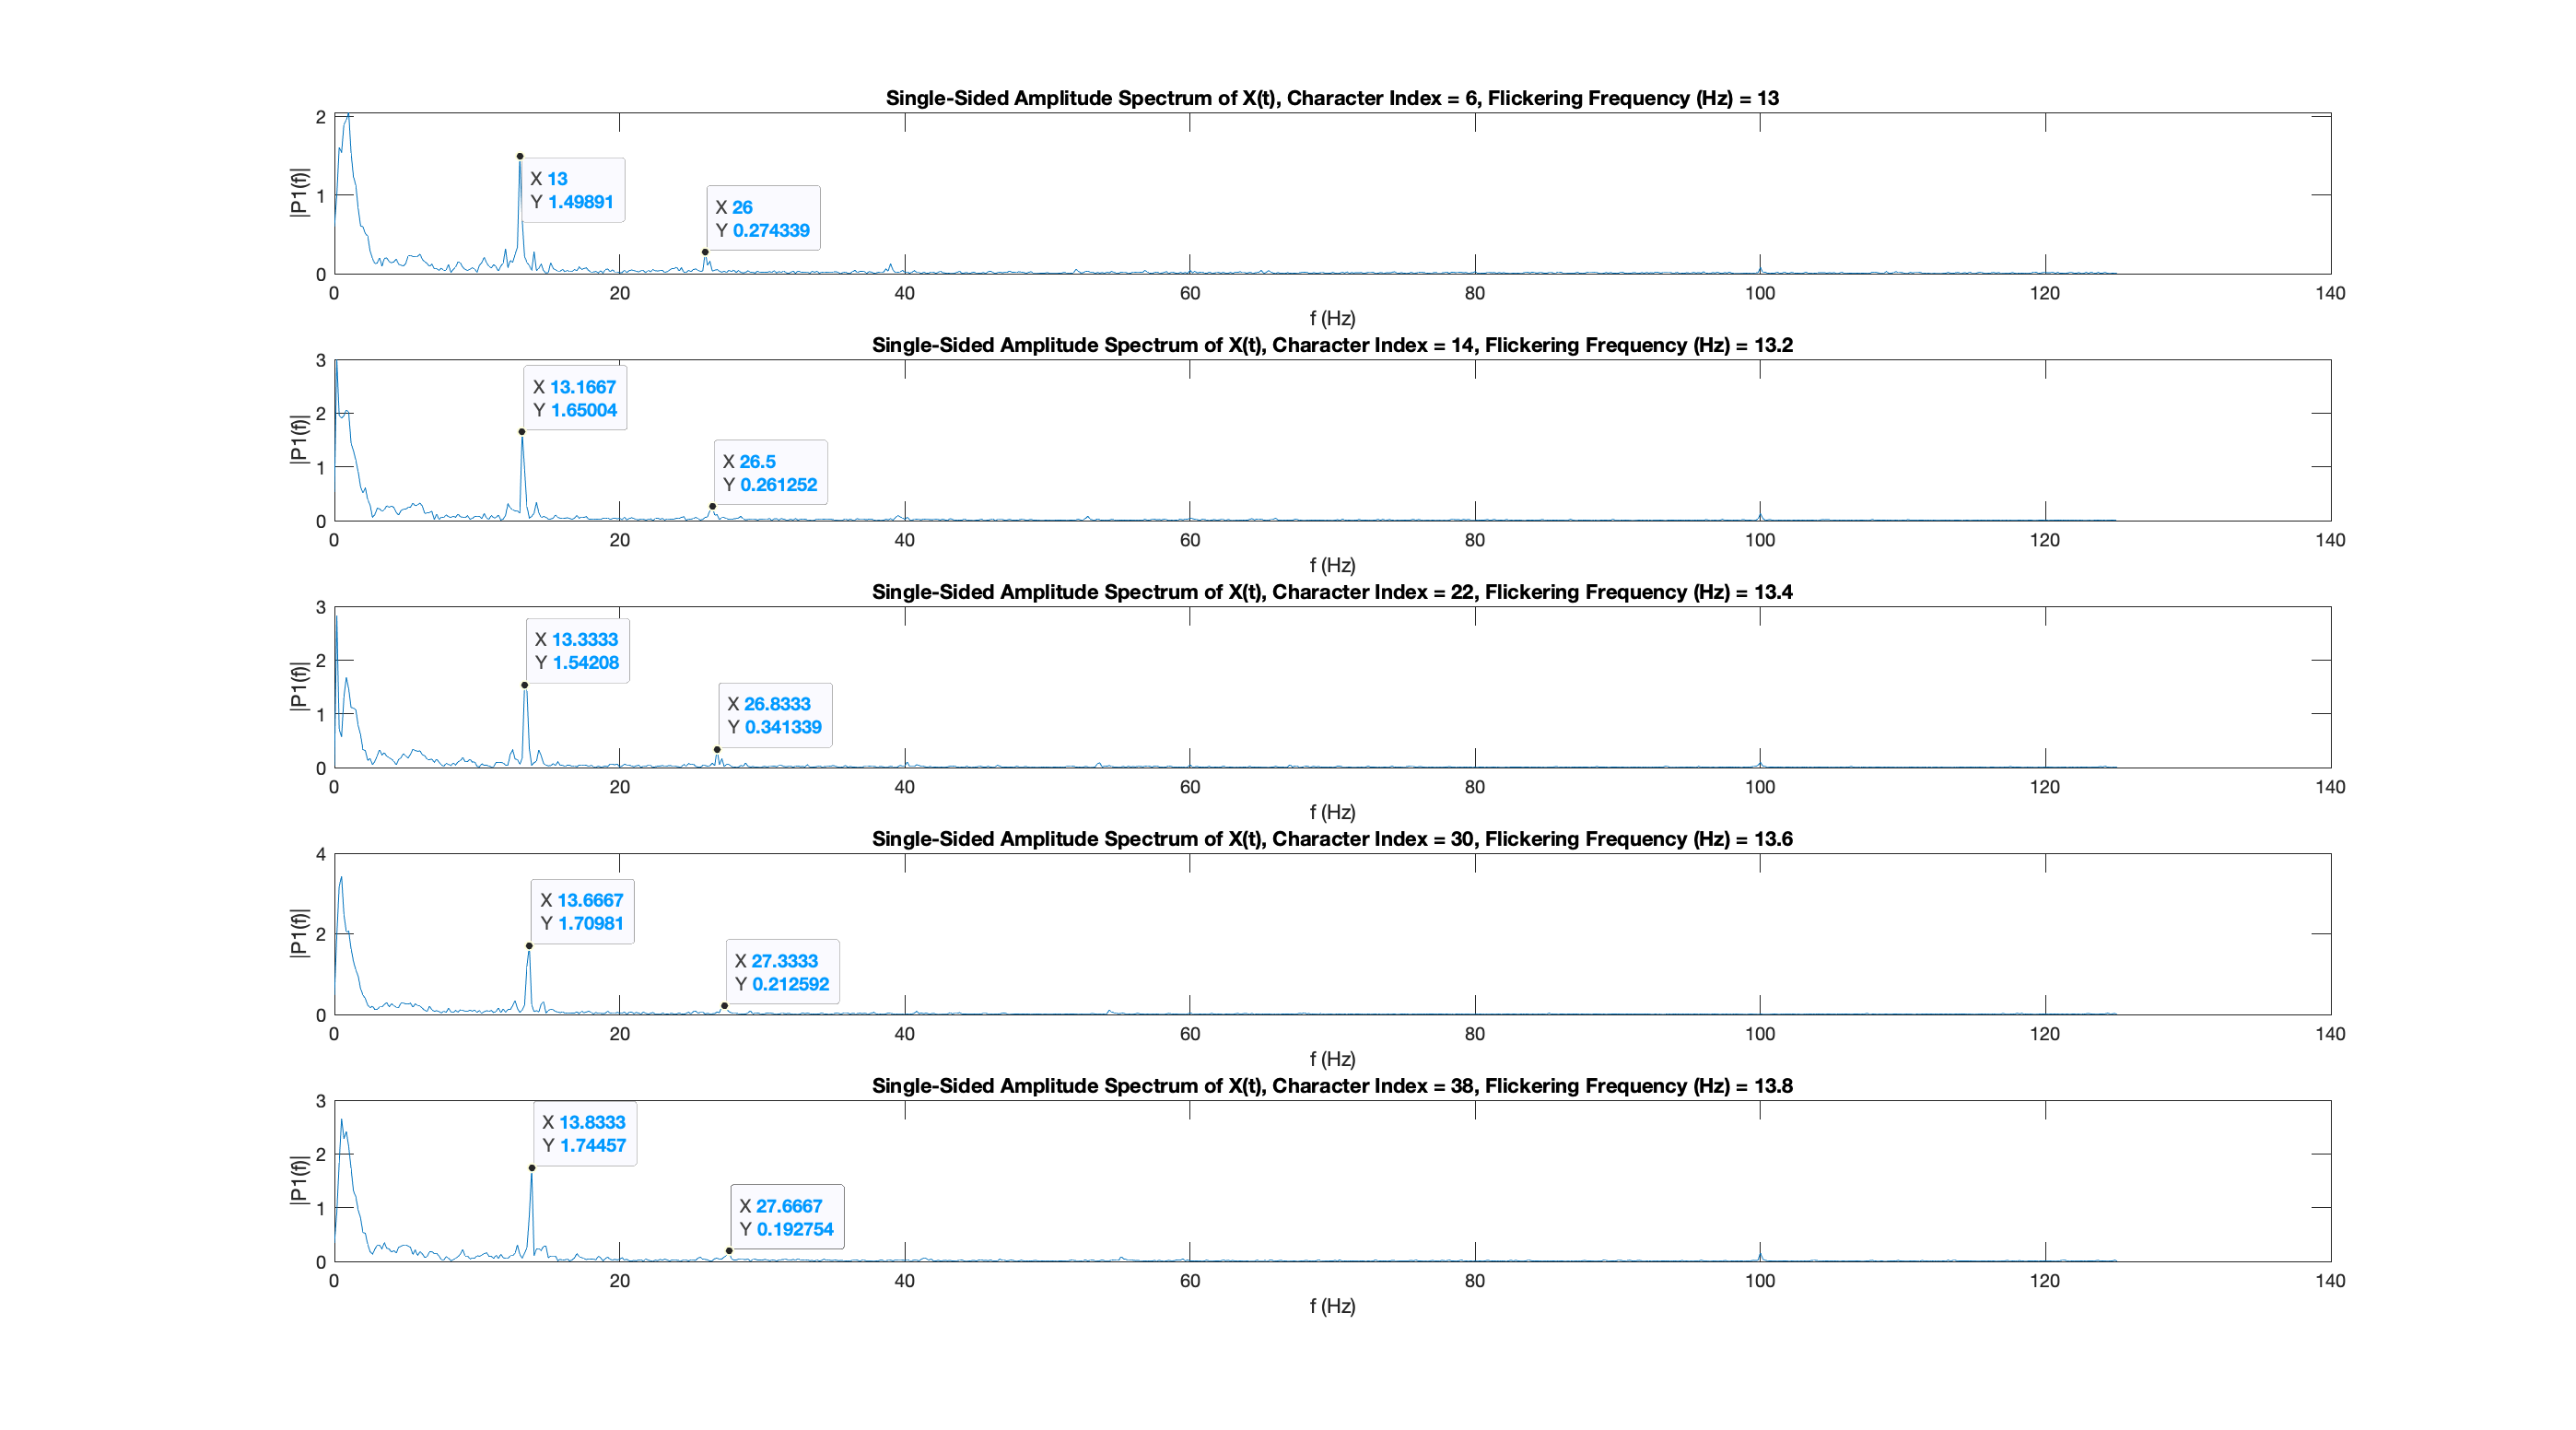 Single-Sided Amplitude Spectrum of X(t), Character Index = 6, Flickering Frequency (Hz) = 13
|P1(f)|
2
1
0
X 13
Y 1.49891
X 26
Y 0.274339
0 20 40 60 80 100 120 140
f (Hz)
Single-Sided Amplitude Spectrum of X(t), Character Index = 14, Flickering Frequency (Hz) = 13.2
|P1(f)|
3
2
1
0
X 13.1667
Y 1.65004
X 26.5
Y 0.261252
0 20 40 60 80 100 120 140
f (Hz)
Single-Sided Amplitude Spectrum of X(t), Character Index = 22, Flickering Frequency (Hz) = 13.4
|P1(f)|
3
2
1
0
X 13.3333
Y 1.54208
X 26.8333
Y 0.341339
0 20 40 60 80 100 120 140
f (Hz)
Single-Sided Amplitude Spectrum of X(t), Character Index = 30, Flickering Frequency (Hz) = 13.6
|P1(f)|
4
2
0
X 13.6667
Y 1.70981
X 27.3333
Y 0.212592
0 20 40 60 80 100 120 140
f (Hz)
Single-Sided Amplitude Spectrum of X(t), Character Index = 38, Flickering Frequency (Hz) = 13.8
|P1(f)|
3
2
1
0
X 13.8333
Y 1.74457
X 27.6667
Y 0.192754
0 20 40 60 80 100 120 140
f (Hz)